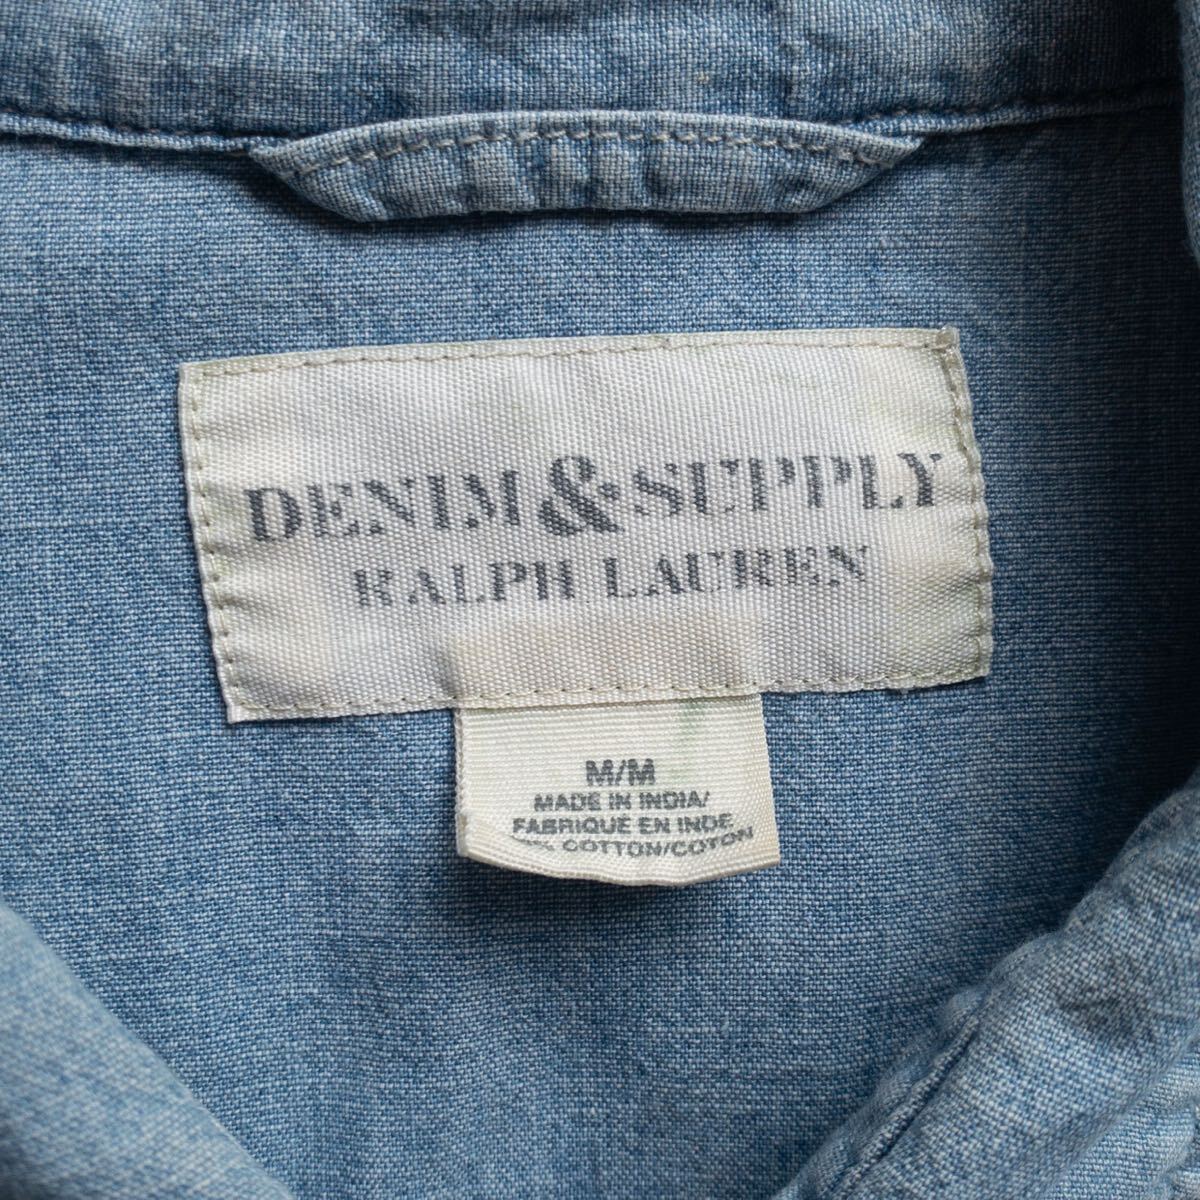 DENIM & SUPPLY
RALPH LAUREN
M/M
MADE IN INDIA/
FABRIQUE EN INDE
COTTON/COTON